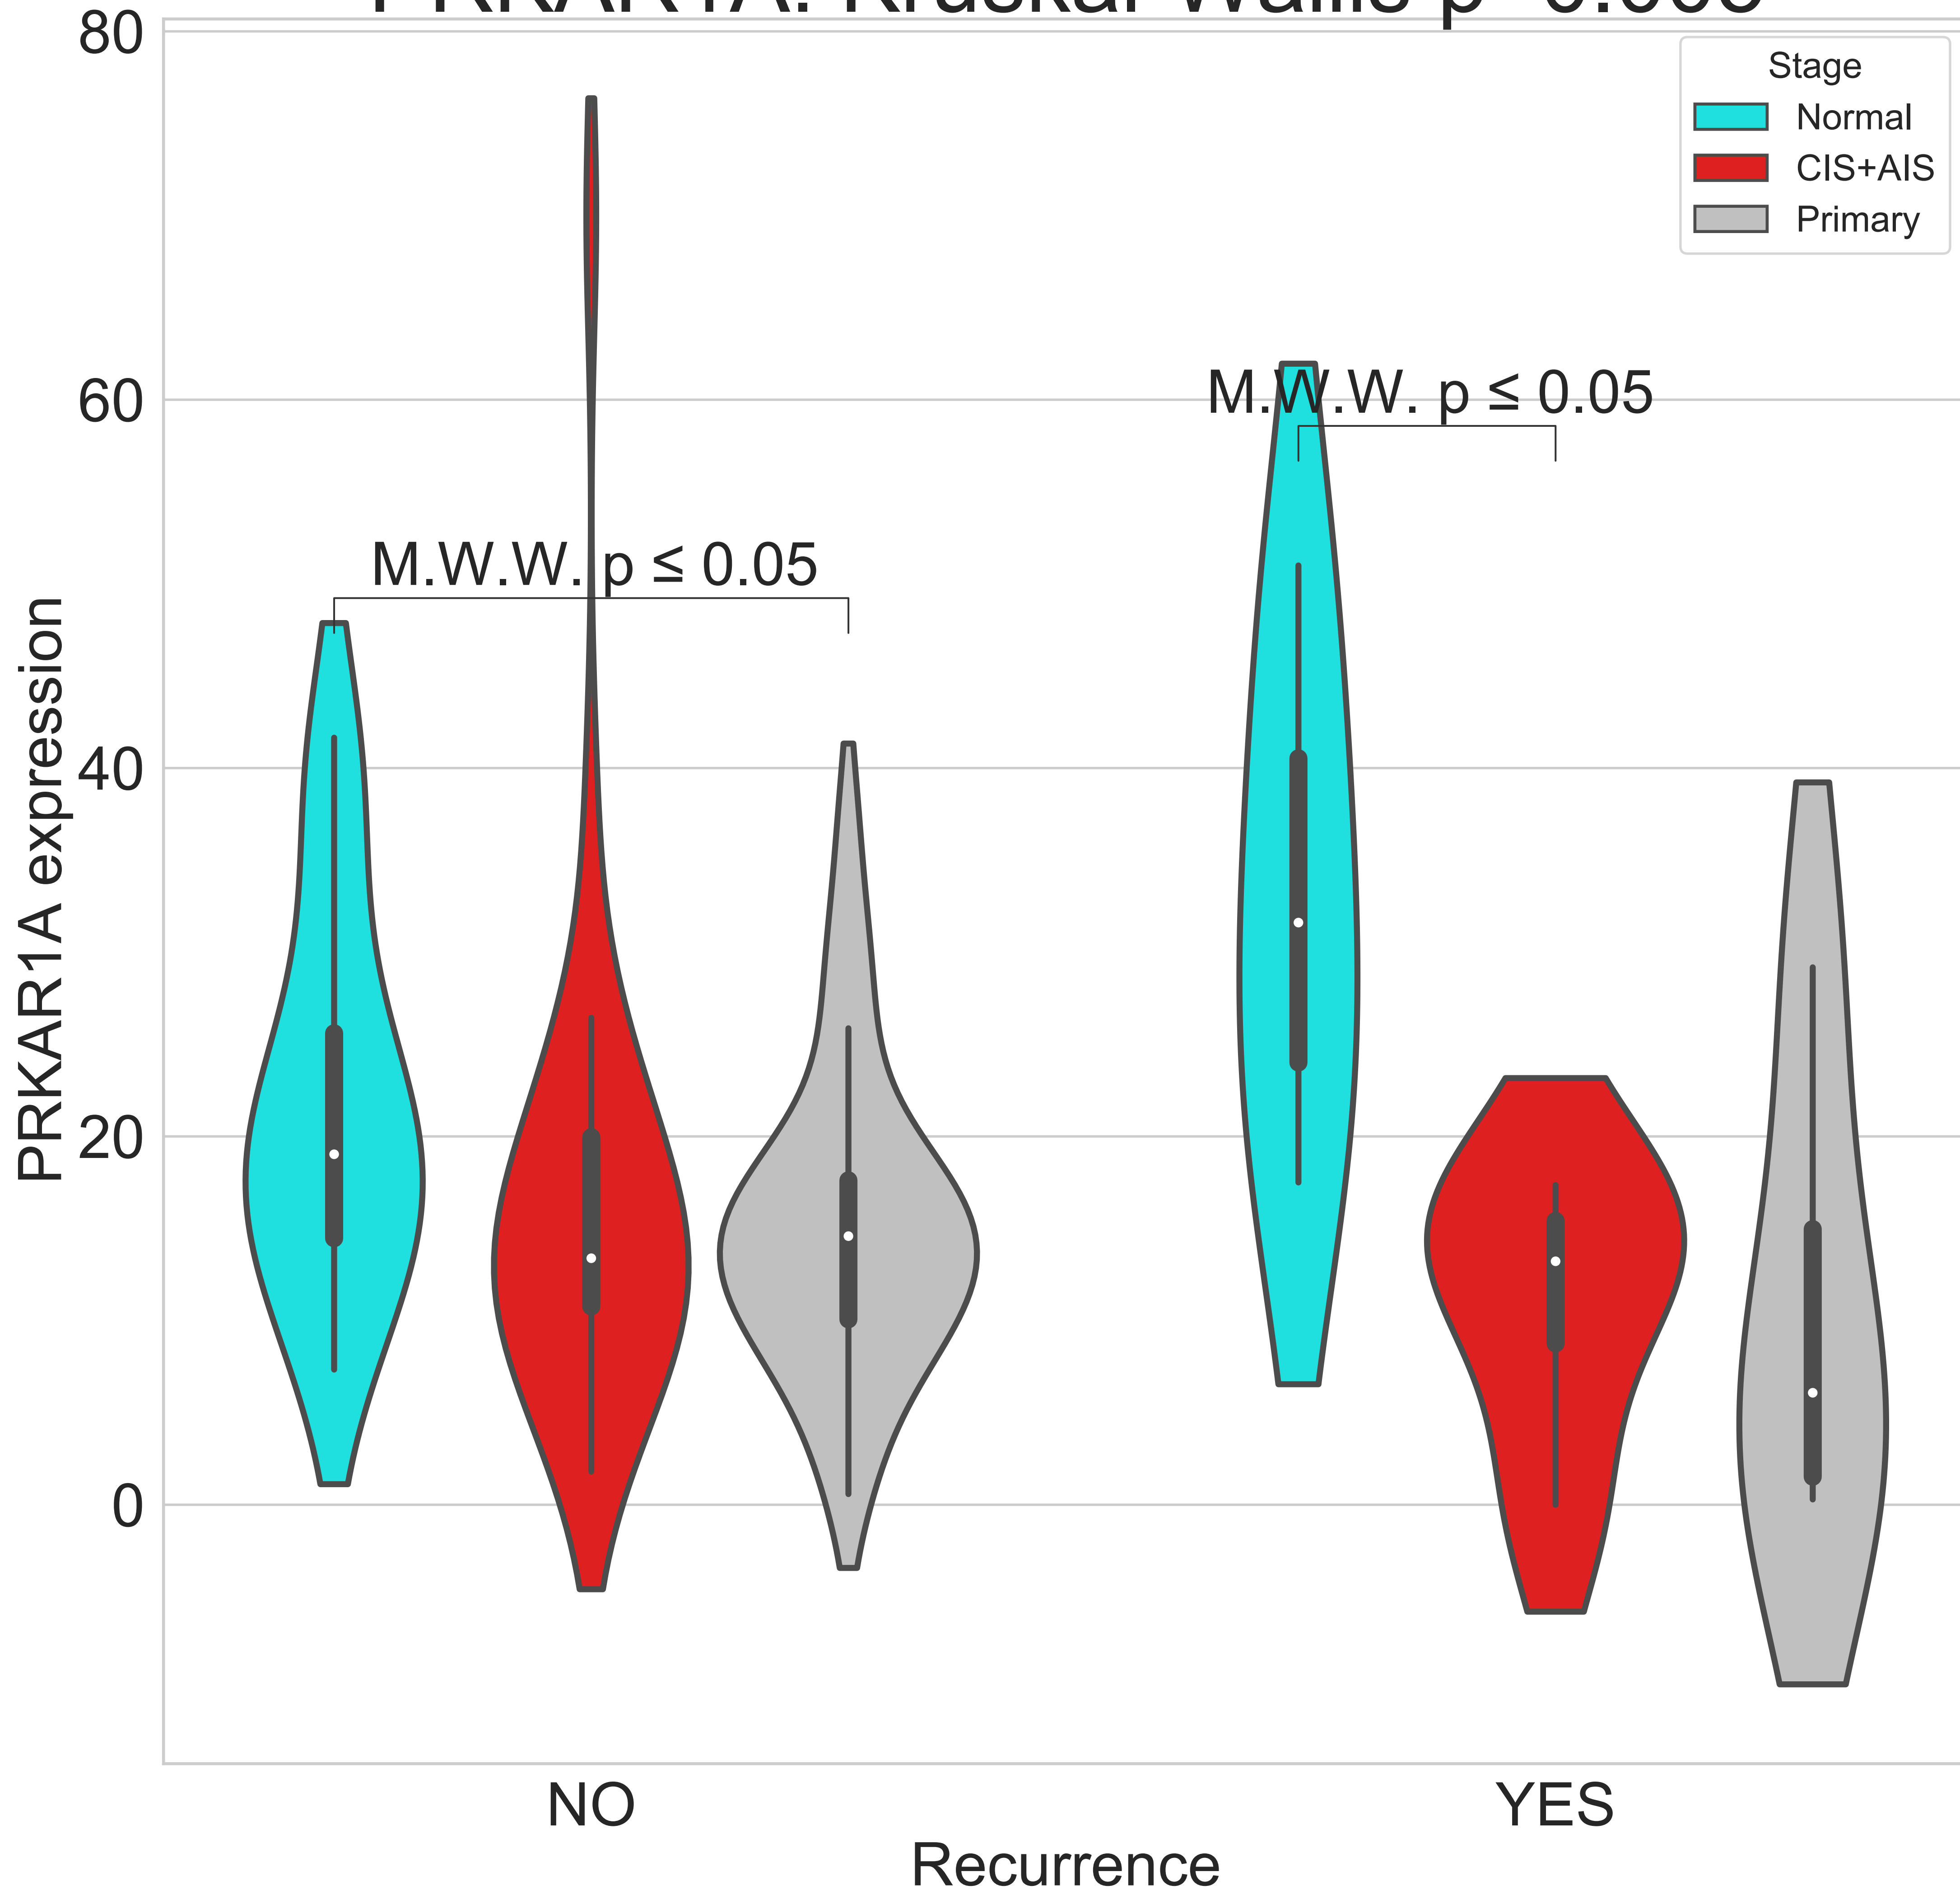 80
Stage
Normal
CIS+AIS
Primary
60
M.W.W. p ≤ 0.05
M.W.W. p ≤ 0.05
PRKAR1A expression
40
20
0
NO
YES
Recurrence